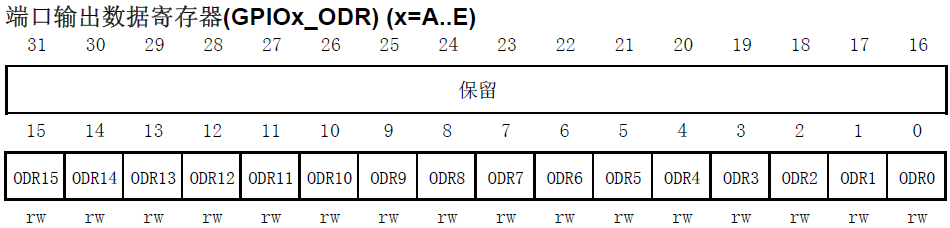 端口输出数据寄存器(GPIOx_ODR) (x=A..E)
31 30 29 28 27 26 25 24 23 22 21 20 19 18 17 16
保留
15 14 13 12 11 10 9 8 7 6 5 4 3 2 1 0
ODR15 ODR14 ODR13 ODR12 ODR11 ODR10 ODR9 ODR8 ODR7 ODR6 ODR5 ODR4 ODR3 ODR2 ODR1 ODR0
rw rw rw rw rw rw rw rw rw rw rw rw rw rw rw rw